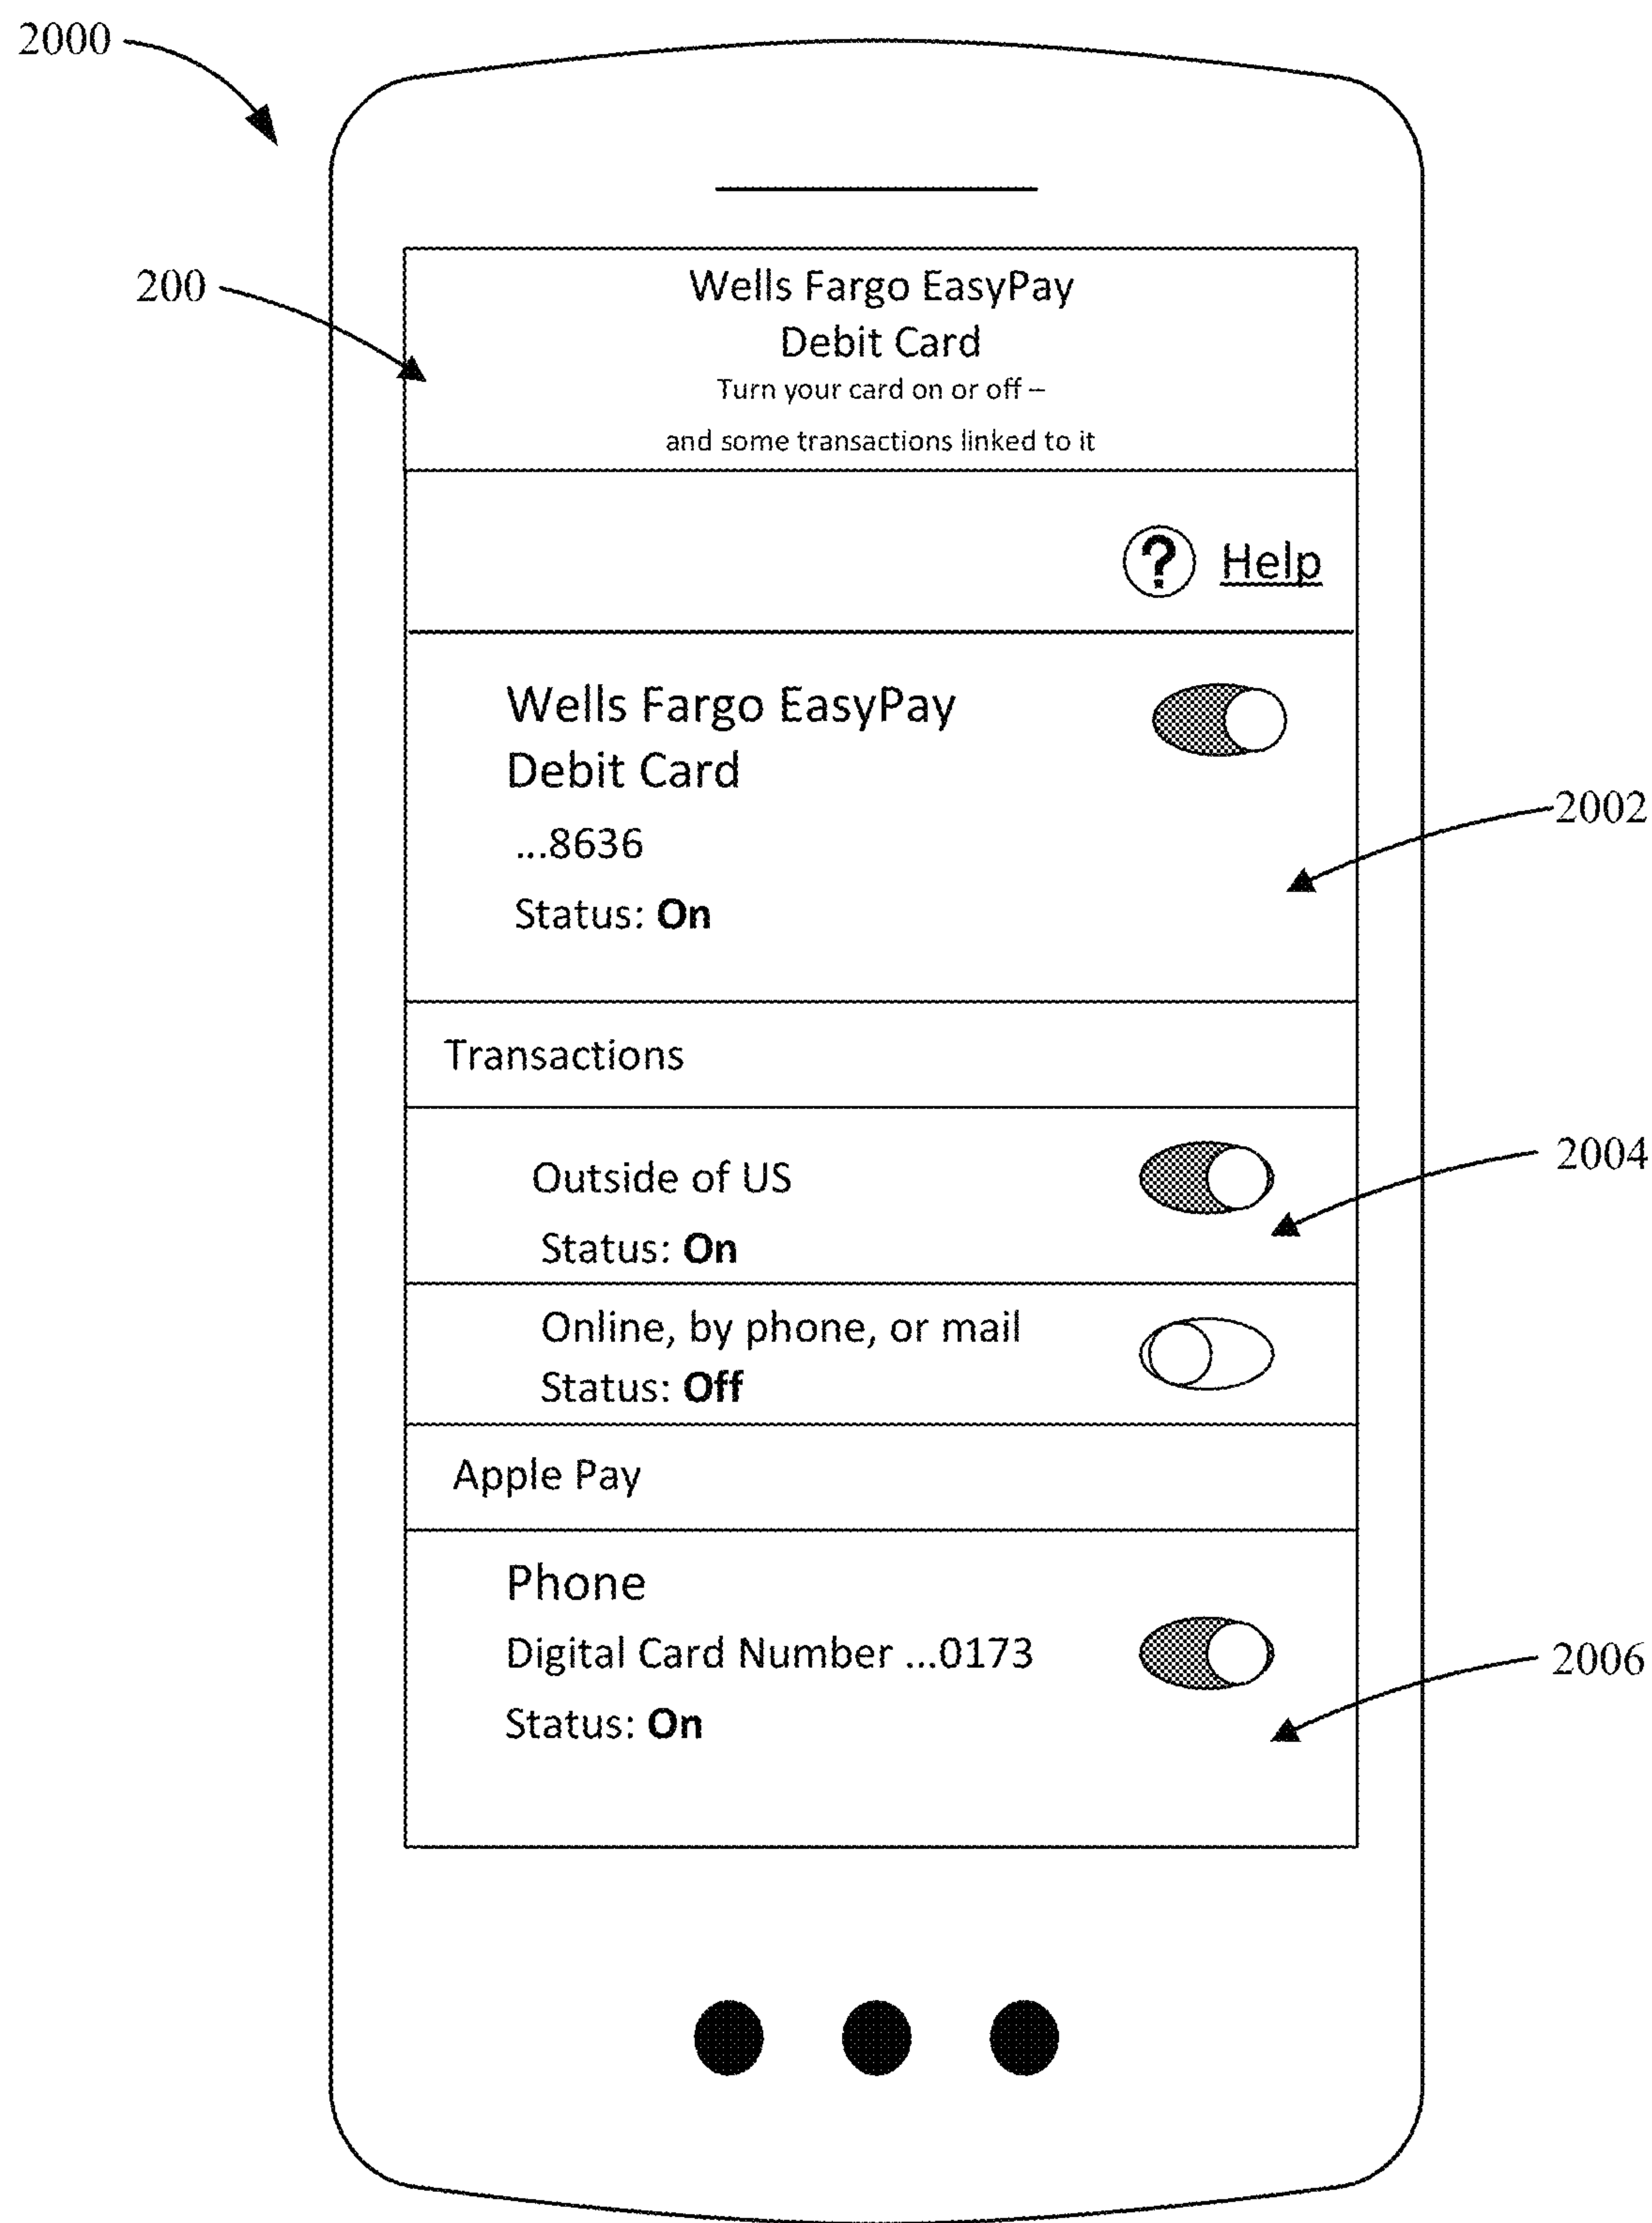 2000
200
Wells Fargo EasyPay
Debit Card
Turn your card on or off –
and some transactions linked to it
? Help
Wells Fargo EasyPay
Debit Card
...8636
Status: On
2002
Transactions
Outside of US
Status: On
2004
Online, by phone, or mail
Status: Off
Apple Pay
Phone
Digital Card Number ...0173
Status: On
2006